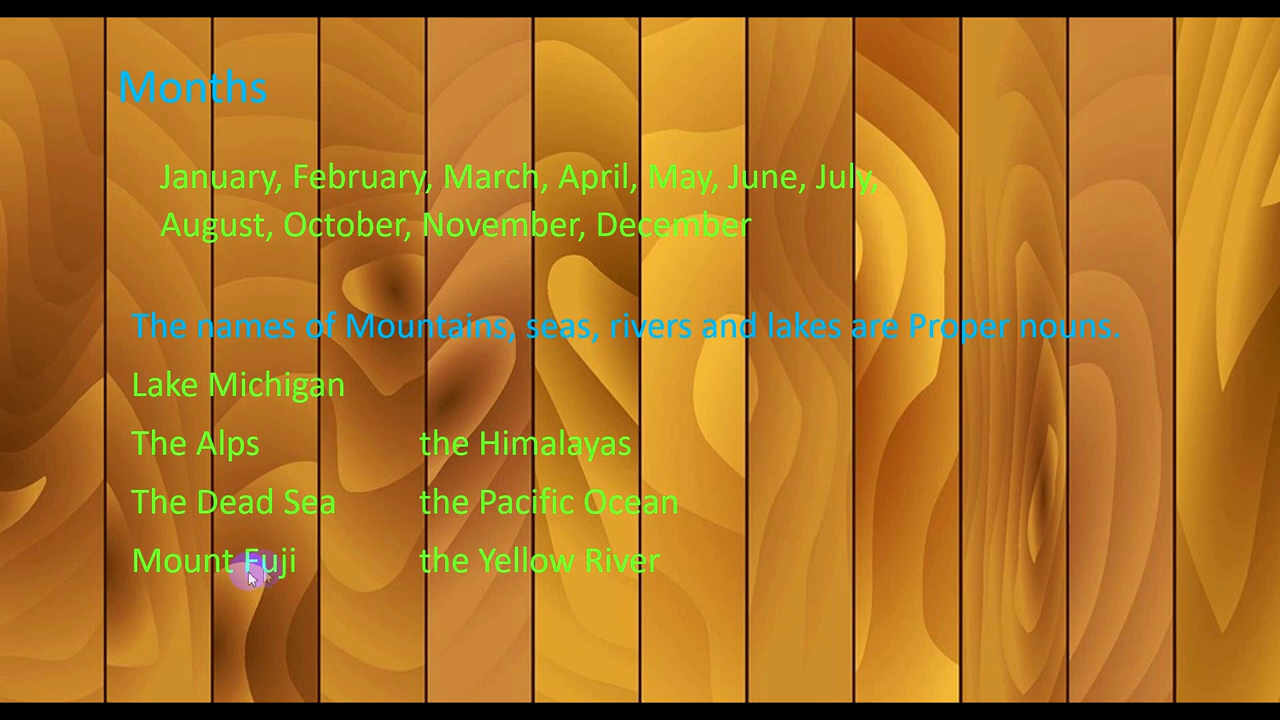 Months
January, February, March, April, May, June, July,
August, October, November, December
The names of Mountains, seas, rivers and lakes are Proper nouns.
Lake Michigan
The Alps the Himalayas
The Dead Sea the Pacific Ocean
Mount Fuji the Yellow River